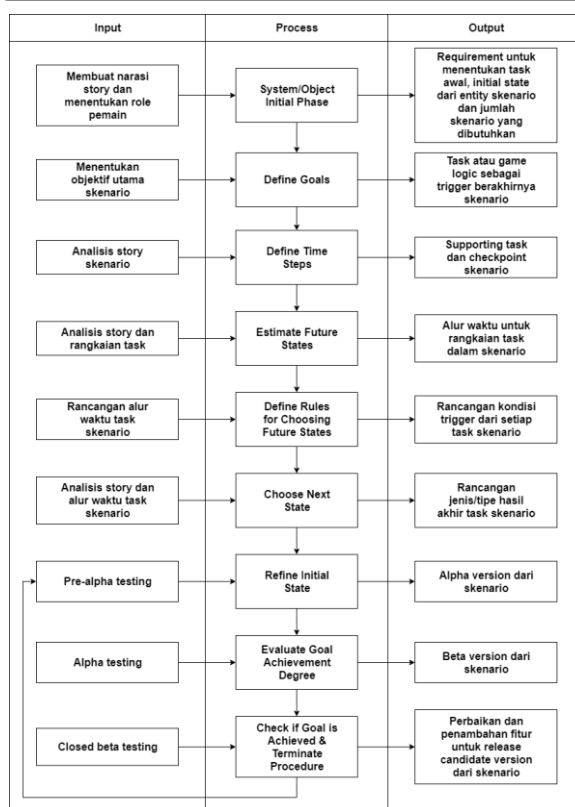 Input
Process
Output
Membuat narasi
story dan
menentukan role
pemain
System/Object
Initial Phase
Requirement untuk
menentukan task
awal, initial state
dari entity skenario
dan jumlah
skenario yang
dibutuhkan
Menentukan
objektif utama
skenario
Define Goals
Task atau game
logic sebagai
trigger berakhirnya
skenario
Analisis story
skenario
Define Time
Steps
Supporting task
dan checkpoint
skenario
Analisis story dan
rangkaian task
Estimate Future
States
Alur waktu untuk
rangkaian task
dalam skenario
Rancangan alur
waktu task
skenario
Define Rules
for Choosing
Future States
Rancangan kondisi
trigger dari setiap
task skenario
Analisis story dan
alur waktu task
skenario
Choose Next
State
Rancangan
jenis/tipe hasil
akhir task skenario
Pre-alpha testing
Refine Initial
State
Alpha version dari
skenario
Alpha testing
Evaluate Goal
Achievement
Degree
Beta version dari
skenario
Closed beta testing
Check if Goal is
Achieved &
Terminate
Procedure
Perbaikan dan
penambahan fitur
untuk release
candidate version
dari skenario